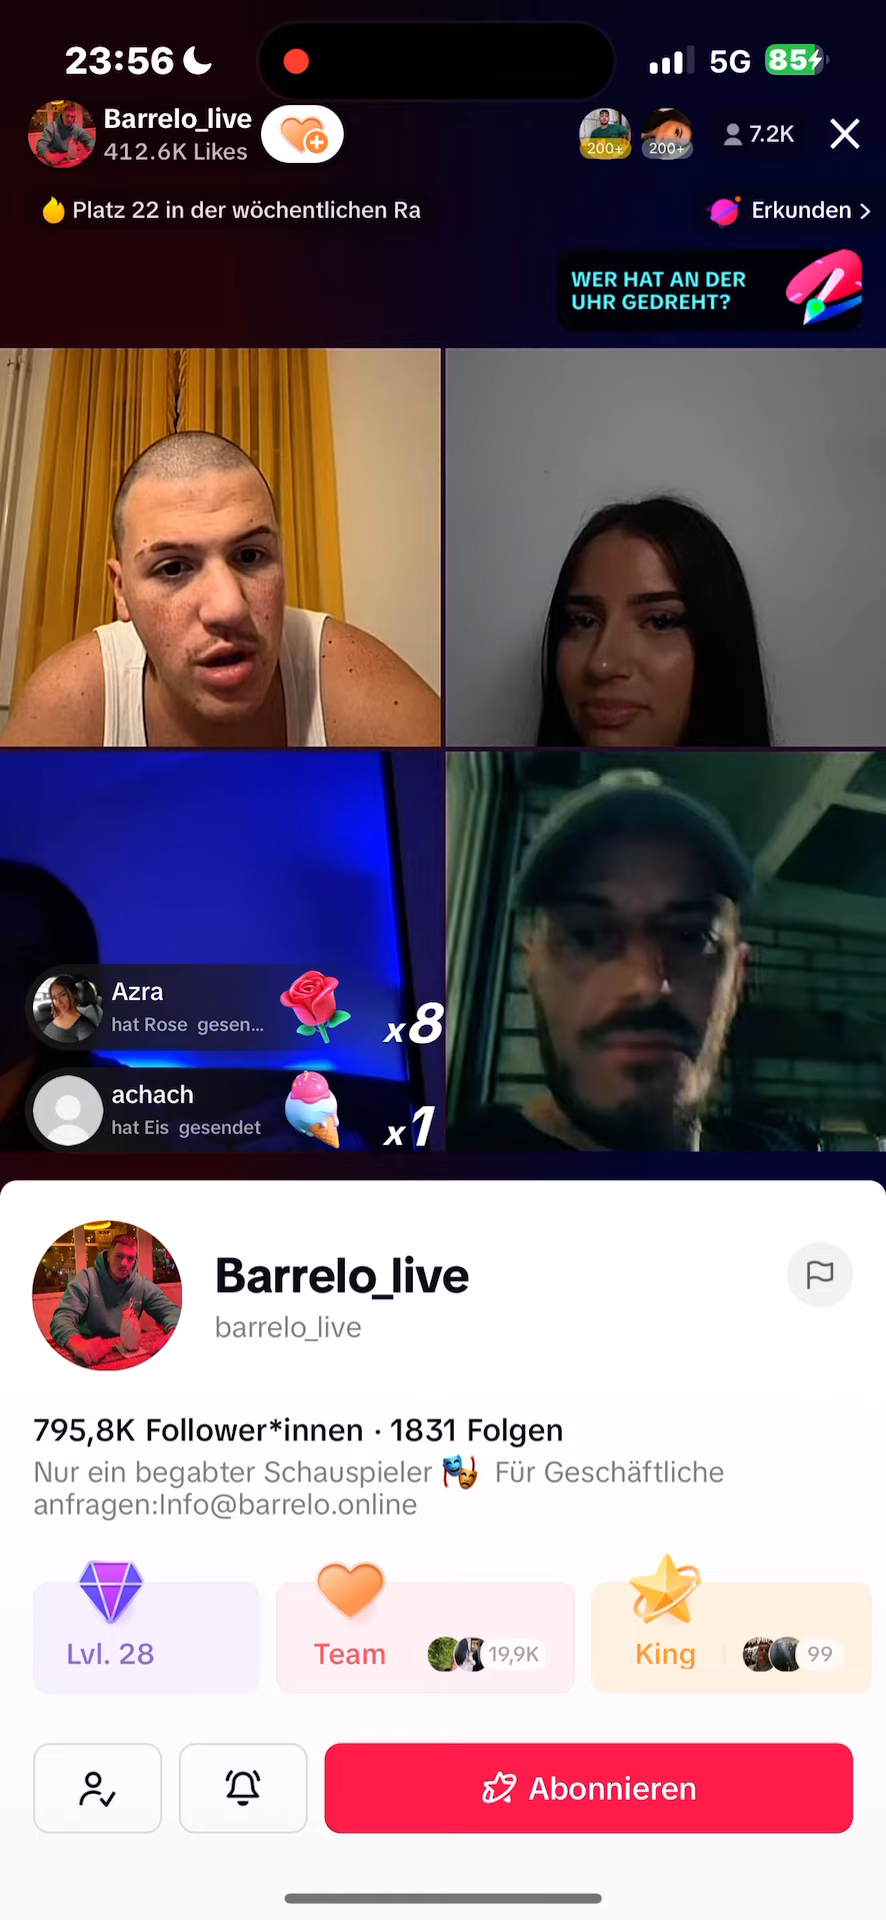 23:56
5G
85
Barrelo_live
412.6K Likes
200+
200+
7.2K
Platz 22 in der wöchentlichen Ra
Erkunden >
WER HAT AN DER
UHR GEDREHT?
Azra
hat Rose gesen...
x8
achach
hat Eis gesendet
x1
Barrelo_live
barrelo_live
795,8K Follower*innen · 1831 Folgen
Nur ein begabter Schauspieler 🎭 Für Geschäftliche
anfragen:Info@barrelo.online
Lvl. 28
Team
19,9K
King
99
Abonnieren